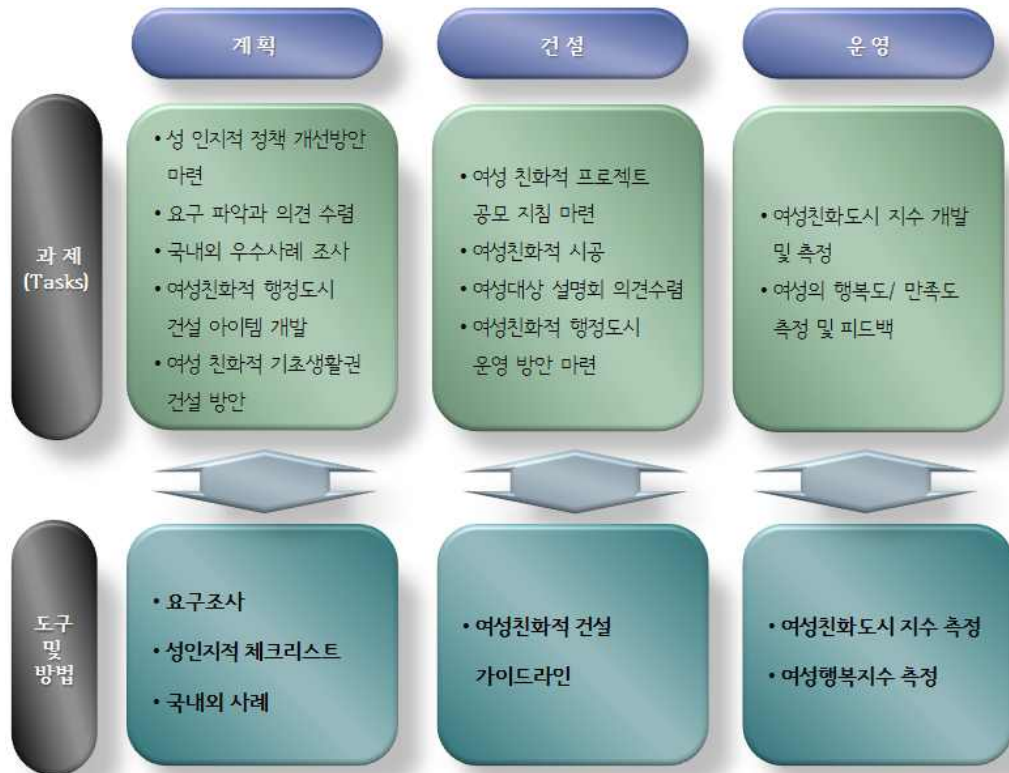 계획
건설
운영
과 제
(Tasks)
• 성 인지적 정책 개선방안
마련
• 요구 파악과 의견 수렴
• 국내외 우수사례 조사
• 여성친화적 행정도시
건설 아이템 개발
• 여성 친화적 기초생활권
건설 방안
• 여성 친화적 프로젝트
공모 지침 마련
• 여성친화적 시공
• 여성대상 설명회 의견수렴
• 여성친화적 행정도시
운영 방안 마련
• 여성친화도시 지수 개발
및 측정
• 여성의 행복도/ 만족도
측정 및 피드백
도구
및
방법
• 요구조사
• 성인지적 체크리스트
• 국내외 사례
• 여성친화적 건설
가이드라인
• 여성친화도시 지수 측정
• 여성행복지수 측정